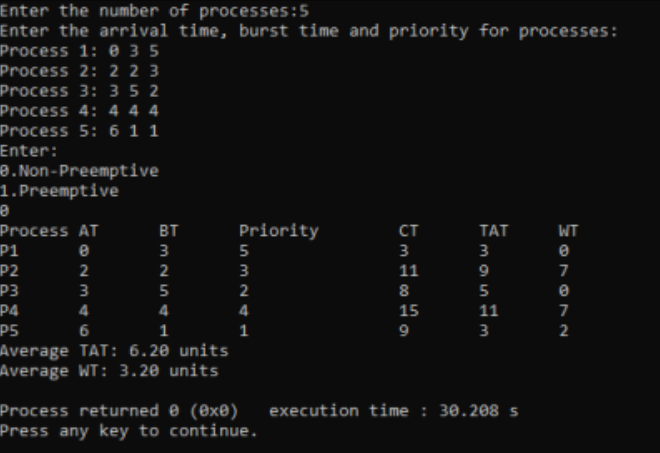 Enter the number of processes:5
Enter the arrival time, burst time and priority for processes:
Process 1: 0 3 5
Process 2: 2 2 3
Process 3: 3 5 2
Process 4: 4 4 4
Process 5: 6 1 1
Enter:
0.Non-Preemptive
1.Preemptive
0
Process AT      BT      Priority        CT      TAT     WT
P1      0       3       5               3       3       0
P2      2       2       3               11      9       7
P3      3       5       2               8       5       0
P4      4       4       4               15      11      7
P5      6       1       1               9       3       2
Average TAT: 6.20 units
Average WT: 3.20 units
Process returned 0 (0x0)   execution time : 30.208 s
Press any key to continue.